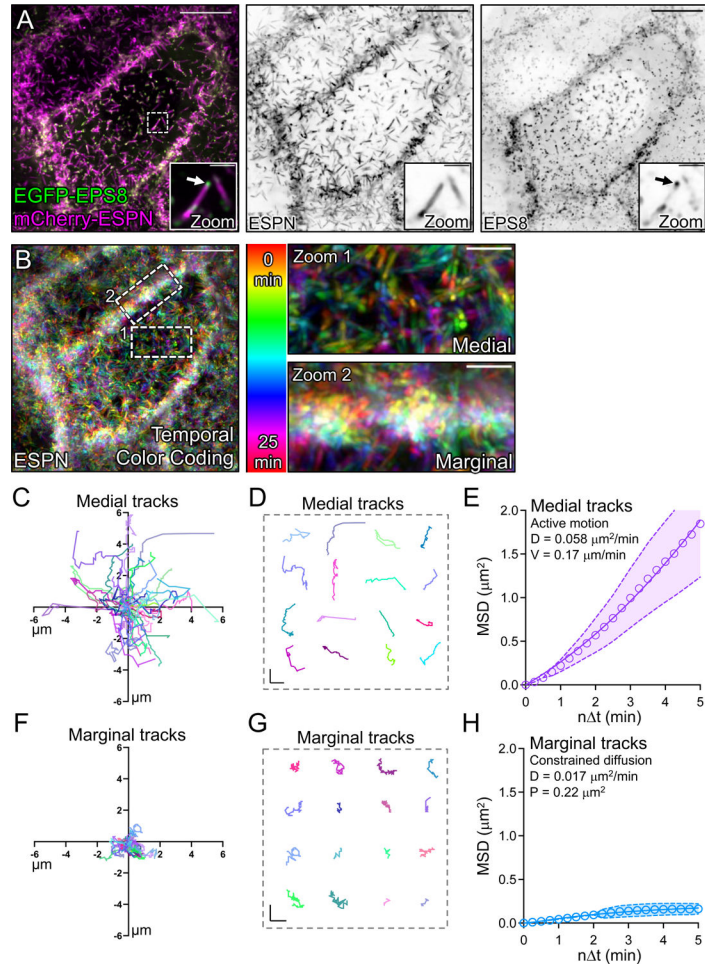 A
EGFP-EPS8
mCherry-ESPN
Zoom
ESPN
Zoom
EPS8
Zoom
B
2
1
ESPN
Temporal
Color Coding
0
min
25
min
Zoom 1
Medial
Zoom 2
Marginal
C
Medial tracks
6
4
2
-2
-4
-6
-6 -4 -2 2 4 6
μm
μm
D
Medial tracks
E
Medial tracks
Active motion
D = 0.058 μm²/min
V = 0.17 μm/min
MSD (μm²)
2.0
1.5
1.0
0.5
0.0
0 1 2 3 4 5
nΔt (min)
F
Marginal tracks
6
4
2
-2
-4
-6
-6 -4 -2 2 4 6
μm
μm
G
Marginal tracks
H
Marginal tracks
Constrained diffusion
D = 0.017 μm²/min
P = 0.22 μm²
MSD (μm²)
2.0
1.5
1.0
0.5
0.0
0 1 2 3 4 5
nΔt (min)